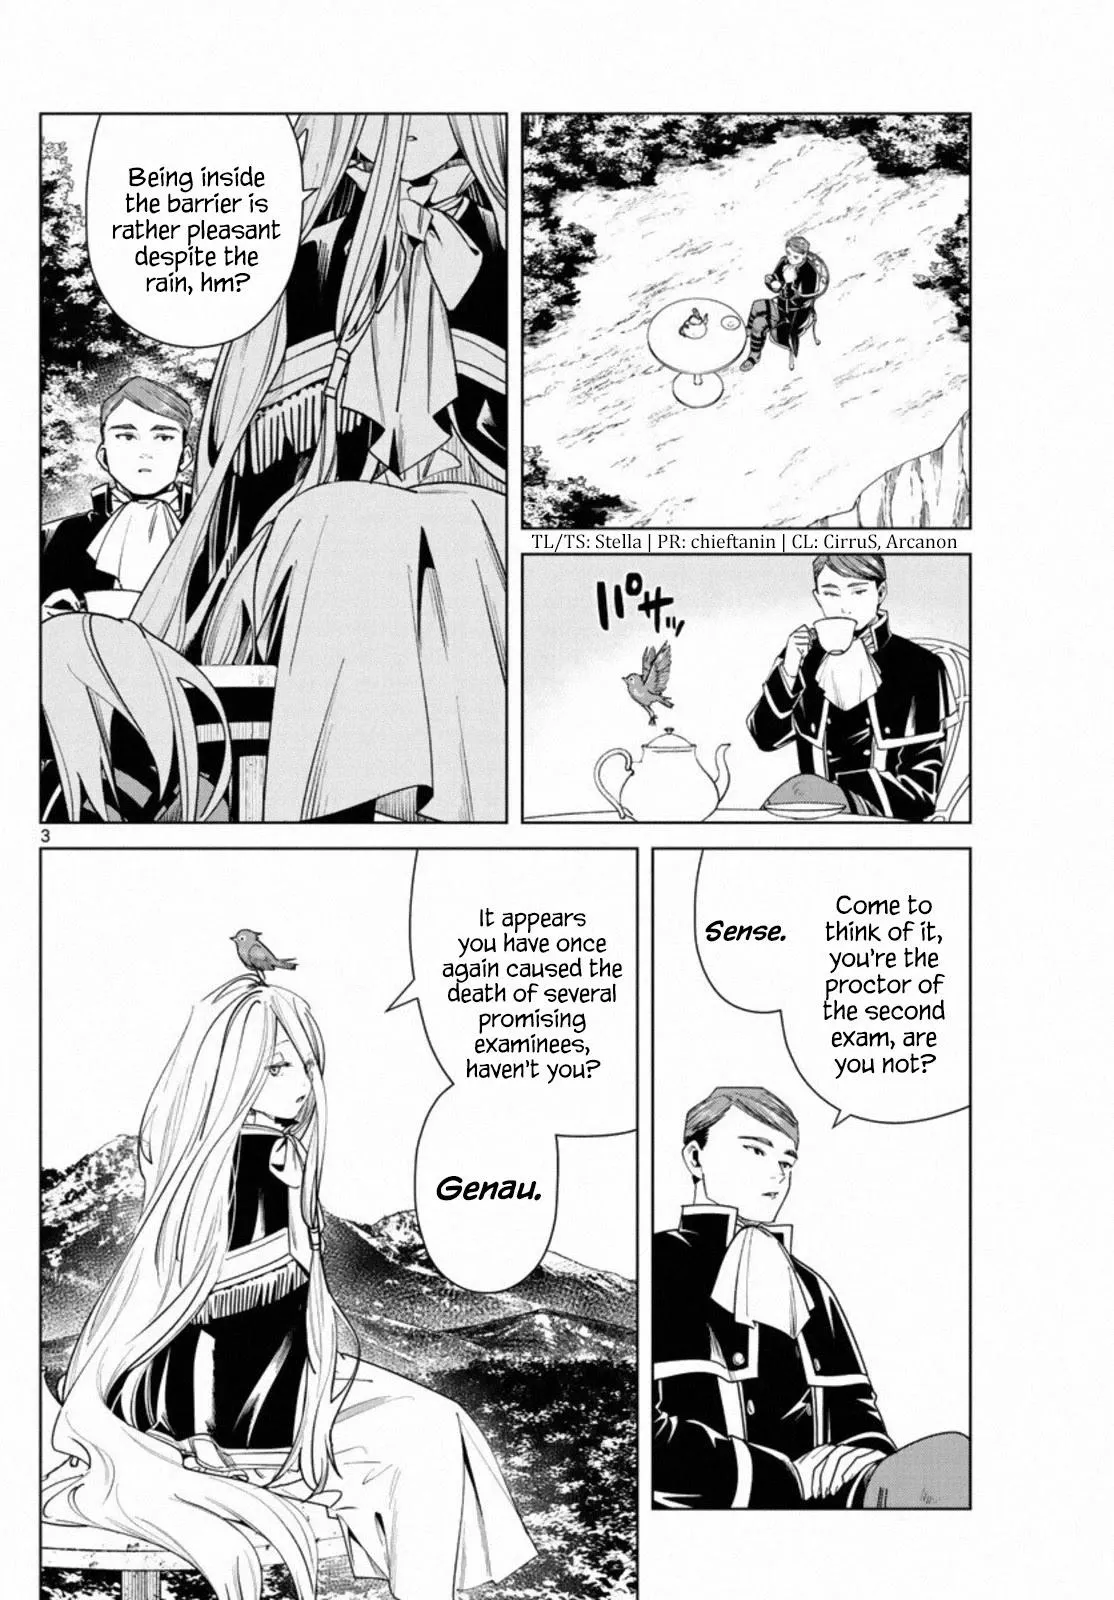 TL/TS: Stella | PR: chieftanin | CL: CirruS, Arcanon
パサッ
Being inside
the barrier is
rather pleasant
despite the
rain, hm?
3
Come to
think of it,
you're the
proctor of
the second
exam, are
you not?
Sense.
It appears
you have once
again caused the
death of several
promising
examinees,
haven't you?
Genau.